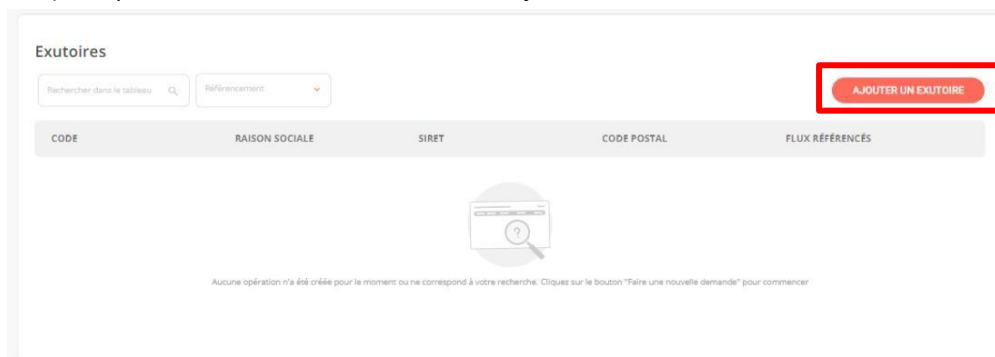 Exutoires
Rechercher dans le tableau
Référencement
AJOUTER UN EXUTOIRE
CODE RAISON SOCIALE SIRET CODE POSTAL FLUX RÉFÉRENCÉS
?
Aucune opération n'a été créée pour le moment ou ne correspond à votre recherche. Cliquez sur le bouton "Faire une nouvelle demande" pour commencer